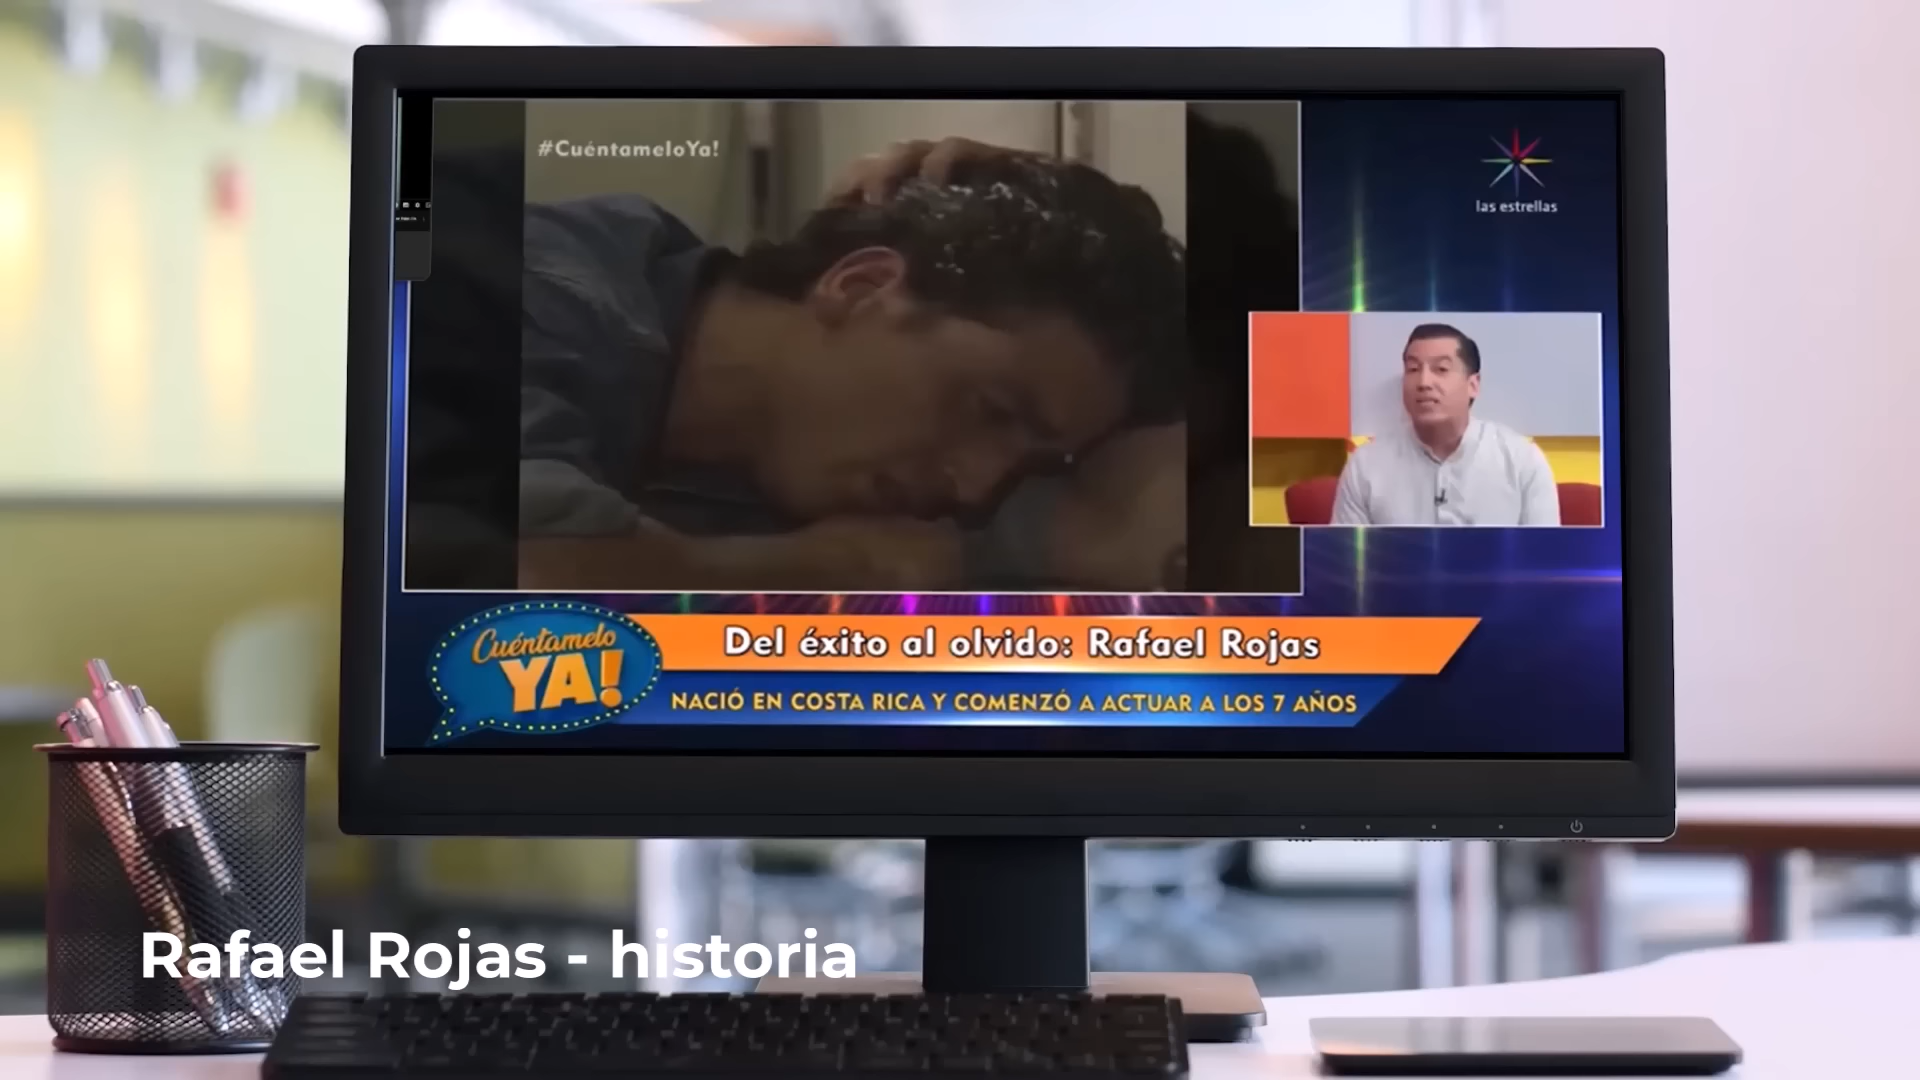 #CuéntameloYa!
las estrellas
Cuéntamelo
YA!
Del éxito al olvido: Rafael Rojas
NACIÓ EN COSTA RICA Y COMENZÓ A ACTUAR A LOS 7 AÑOS
Rafael Rojas - historia